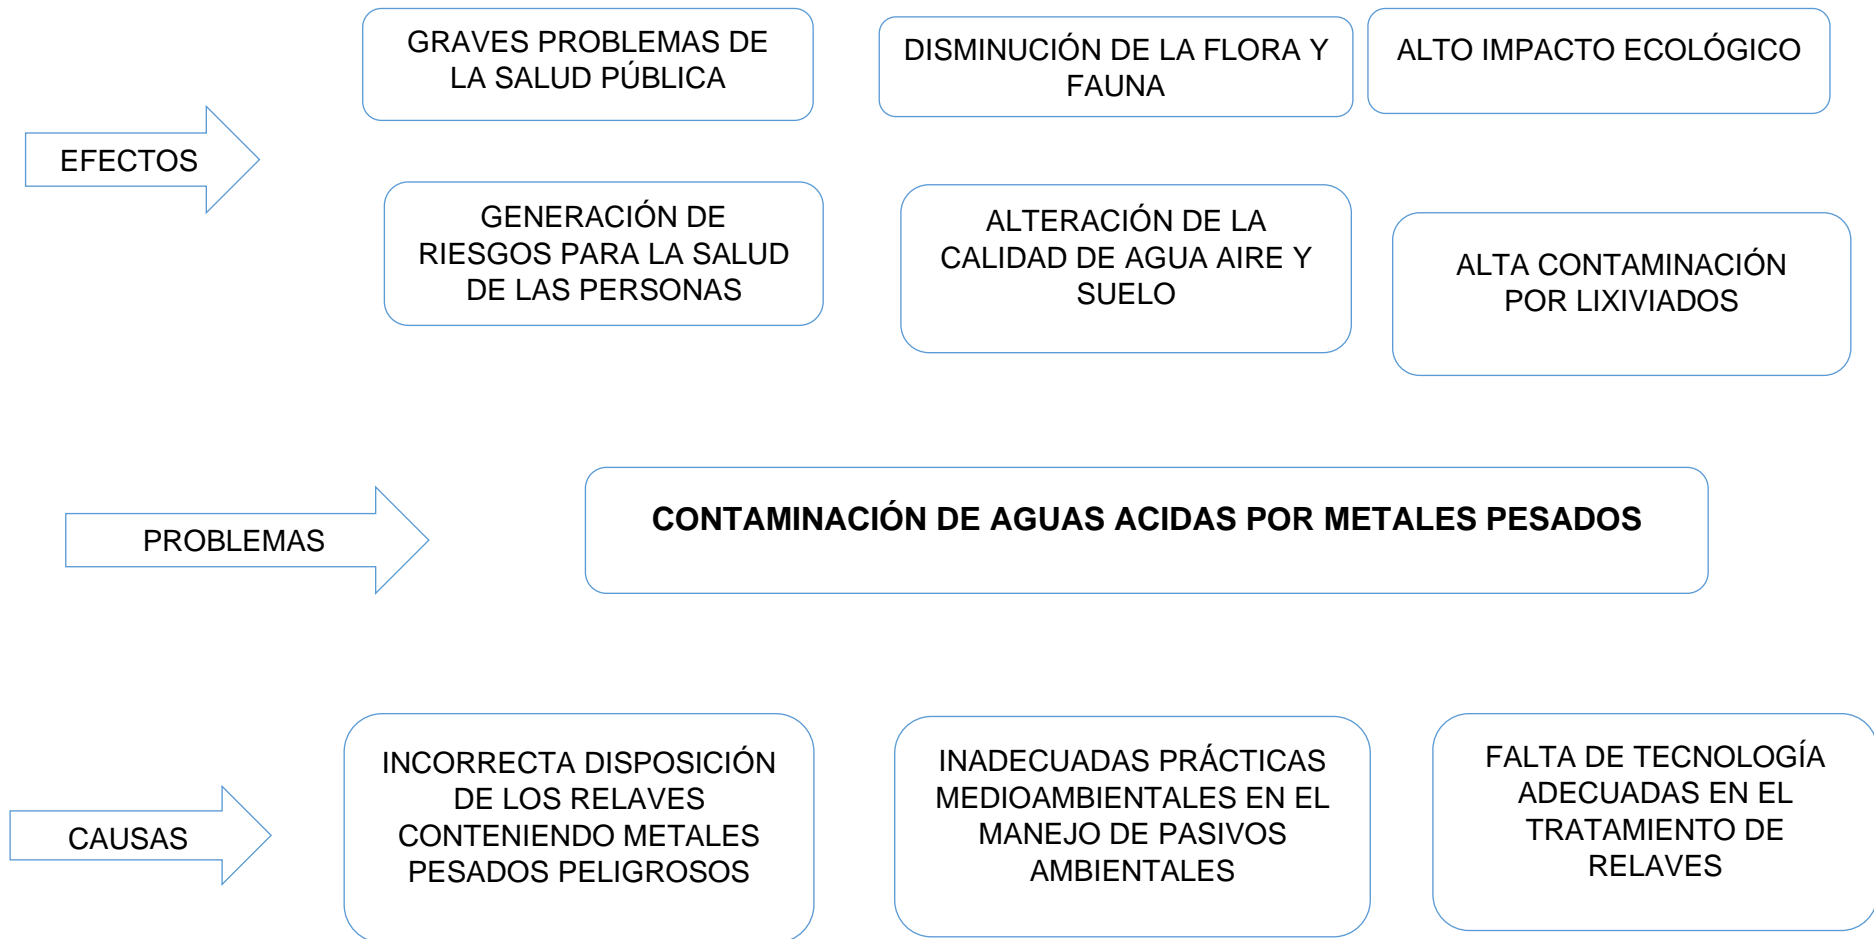 GRAVES PROBLEMAS DE
LA SALUD PÚBLICA
DISMINUCIÓN DE LA FLORA Y
FAUNA
ALTO IMPACTO ECOLÓGICO
EFECTOS
GENERACIÓN DE
RIESGOS PARA LA SALUD
DE LAS PERSONAS
ALTERACIÓN DE LA
CALIDAD DE AGUA AIRE Y
SUELO
ALTA CONTAMINACIÓN
POR LIXIVIADOS
PROBLEMAS
CONTAMINACIÓN DE AGUAS ACIDAS POR METALES PESADOS
CAUSAS
INCORRECTA DISPOSICIÓN
DE LOS RELAVES
CONTENIENDO METALES
PESADOS PELIGROSOS
INADECUADAS PRÁCTICAS
MEDIOAMBIENTALES EN EL
MANEJO DE PASIVOS
AMBIENTALES
FALTA DE TECNOLOGÍA
ADECUADAS EN EL
TRATAMIENTO DE
RELAVES